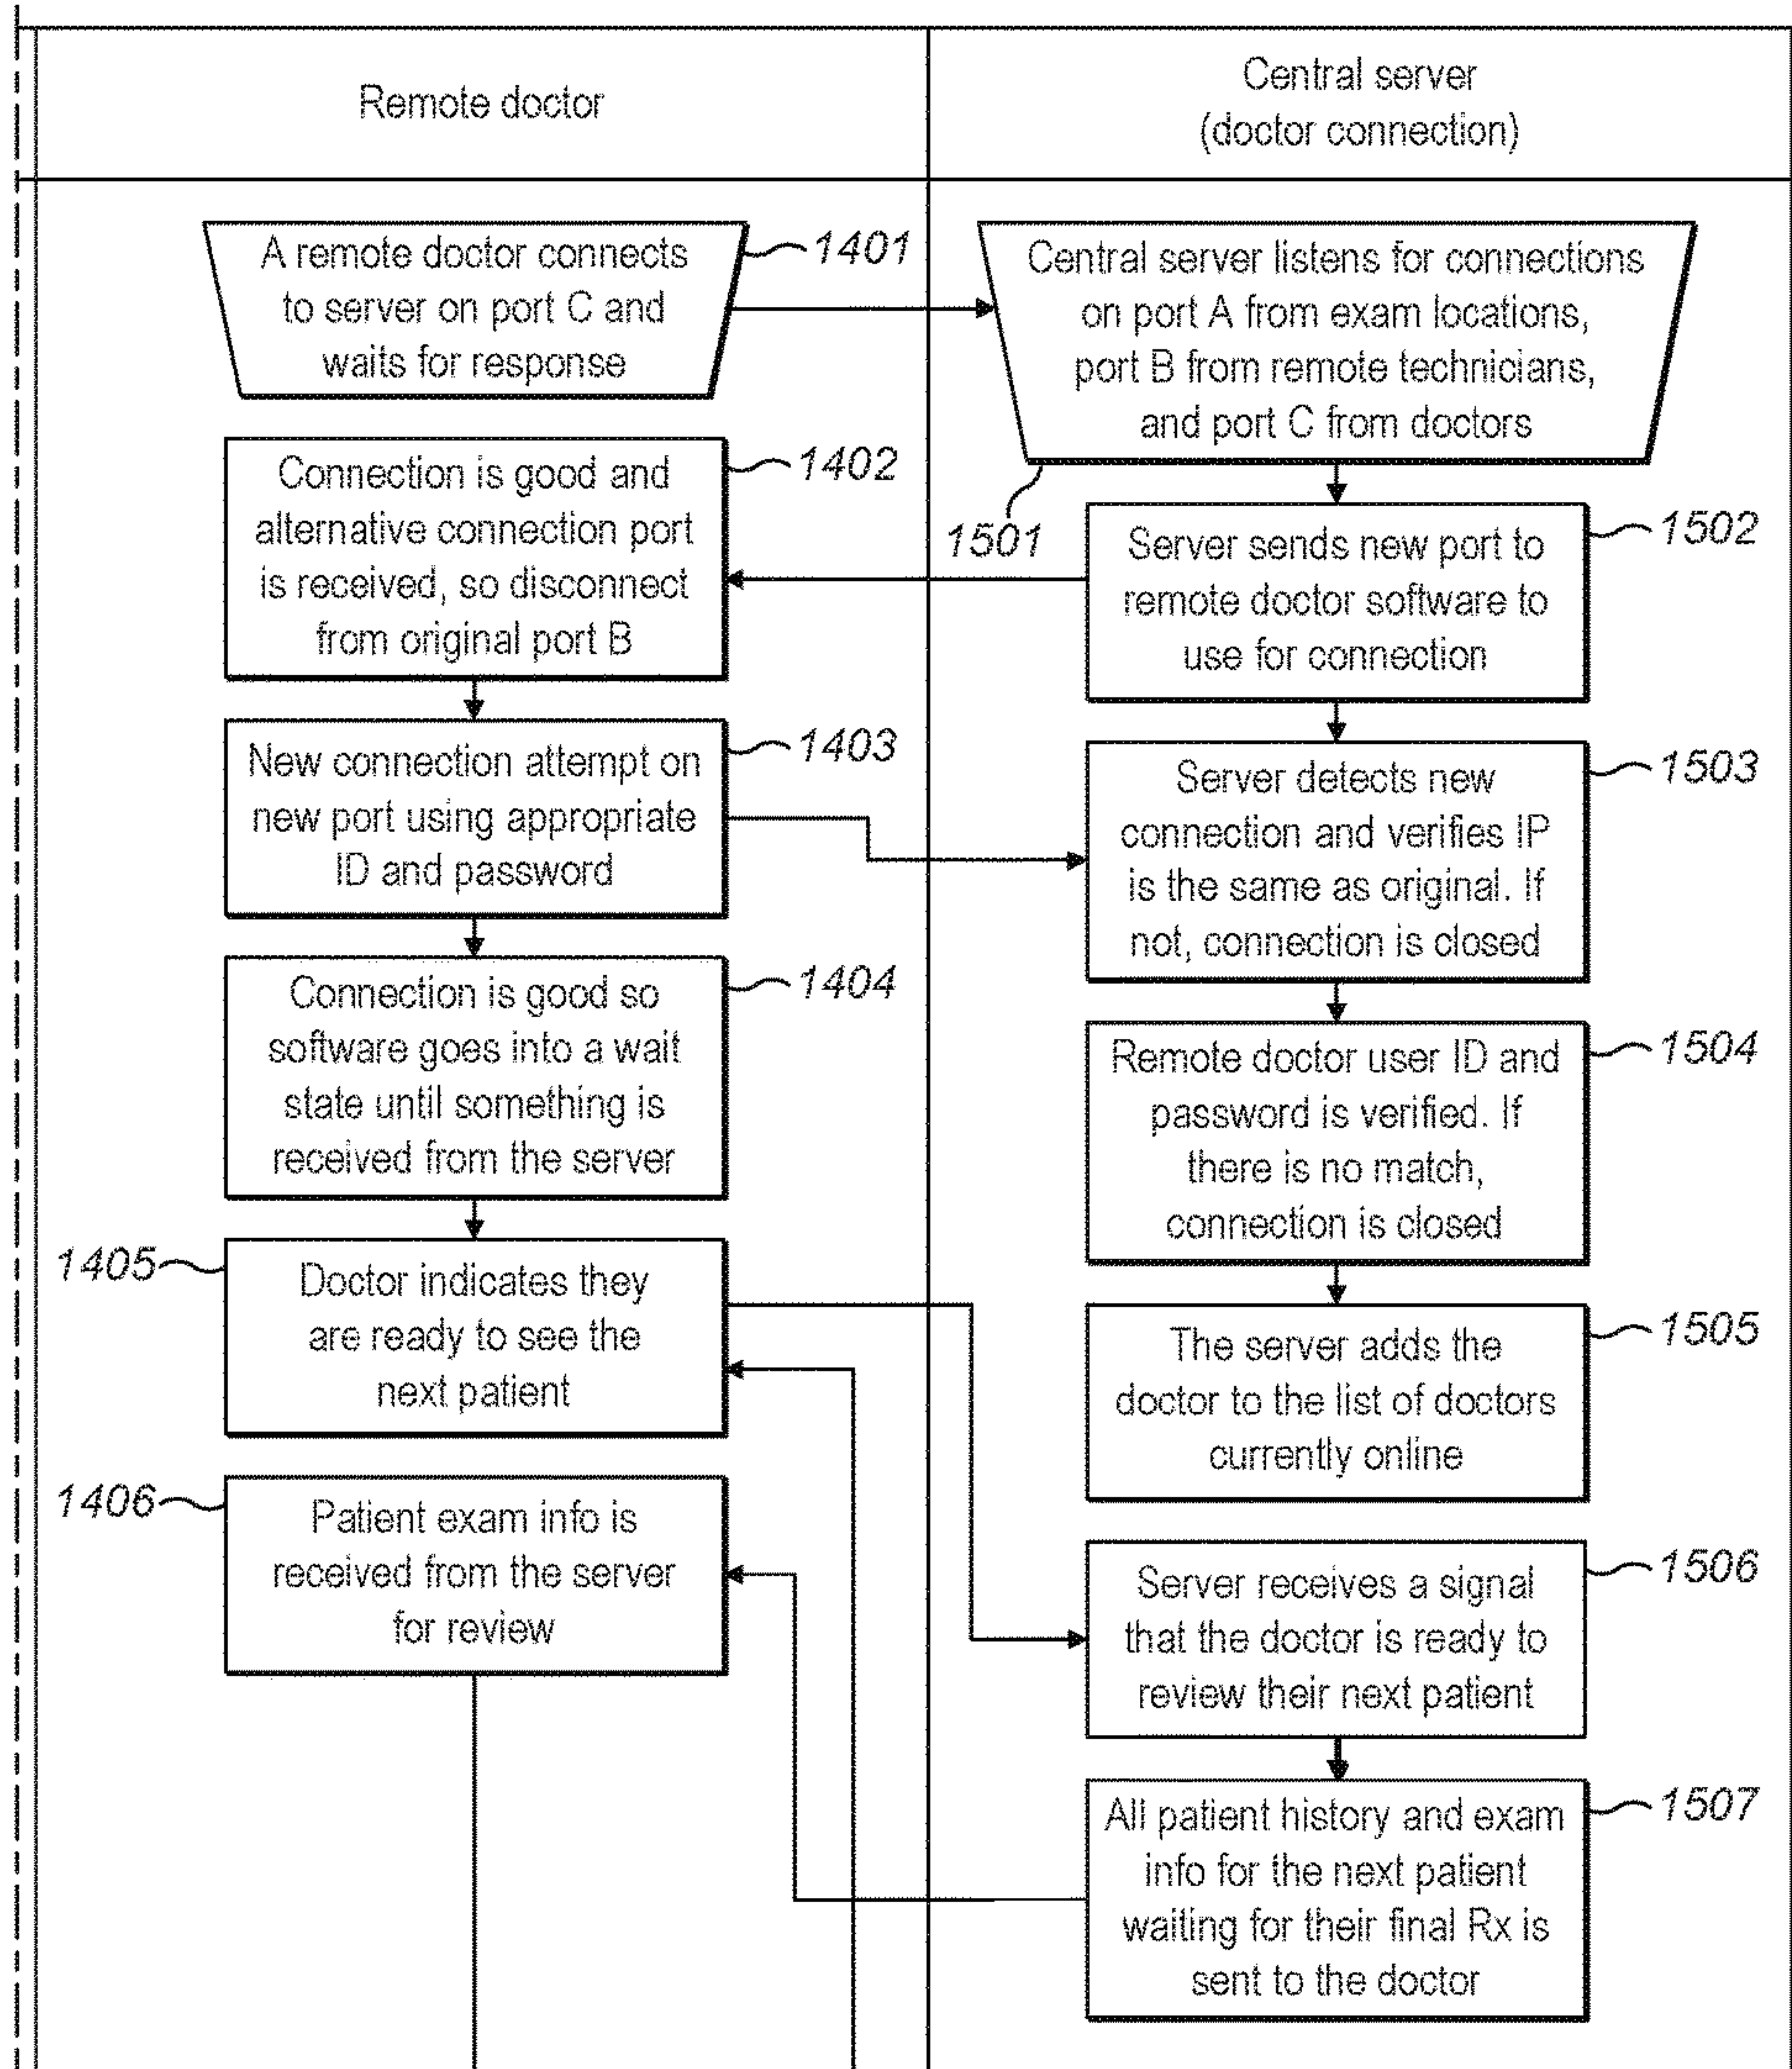 Remote doctor
Central server
(doctor connection)
A remote doctor connects
to server on port C and
waits for response
1401
Central server listens for connections
on port A from exam locations,
port B from remote technicians,
and port C from doctors
1501
Connection is good and
alternative connection port
is received, so disconnect
from original port B
1402
Server sends new port to
remote doctor software to
use for connection
1502
New connection attempt on
new port using appropriate
ID and password
1403
Server detects new
connection and verifies IP
is the same as original. If
not, connection is closed
1503
Connection is good so
software goes into a wait
state until something is
received from the server
1404
Remote doctor user ID and
password is verified. If
there is no match,
connection is closed
1504
1405
Doctor indicates they
are ready to see the
next patient
The server adds the
doctor to the list of doctors
currently online
1505
1406
Patient exam info is
received from the server
for review
Server receives a signal
that the doctor is ready to
review their next patient
1506
All patient history and exam
info for the next patient
waiting for their final Rx is
sent to the doctor
1507